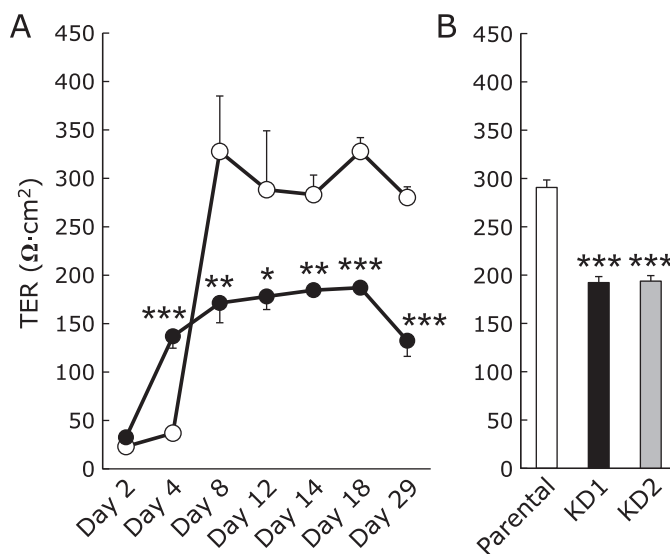 A
TER (Ω·cm²)
450
400
350
300
250
200
150
100
50
0
***
**
*
**
***
***
Day 2
Day 4
Day 8
Day 12
Day 14
Day 18
Day 29
B
450
400
350
300
250
200
150
100
50
0
***
***
Parental
KD1
KD2